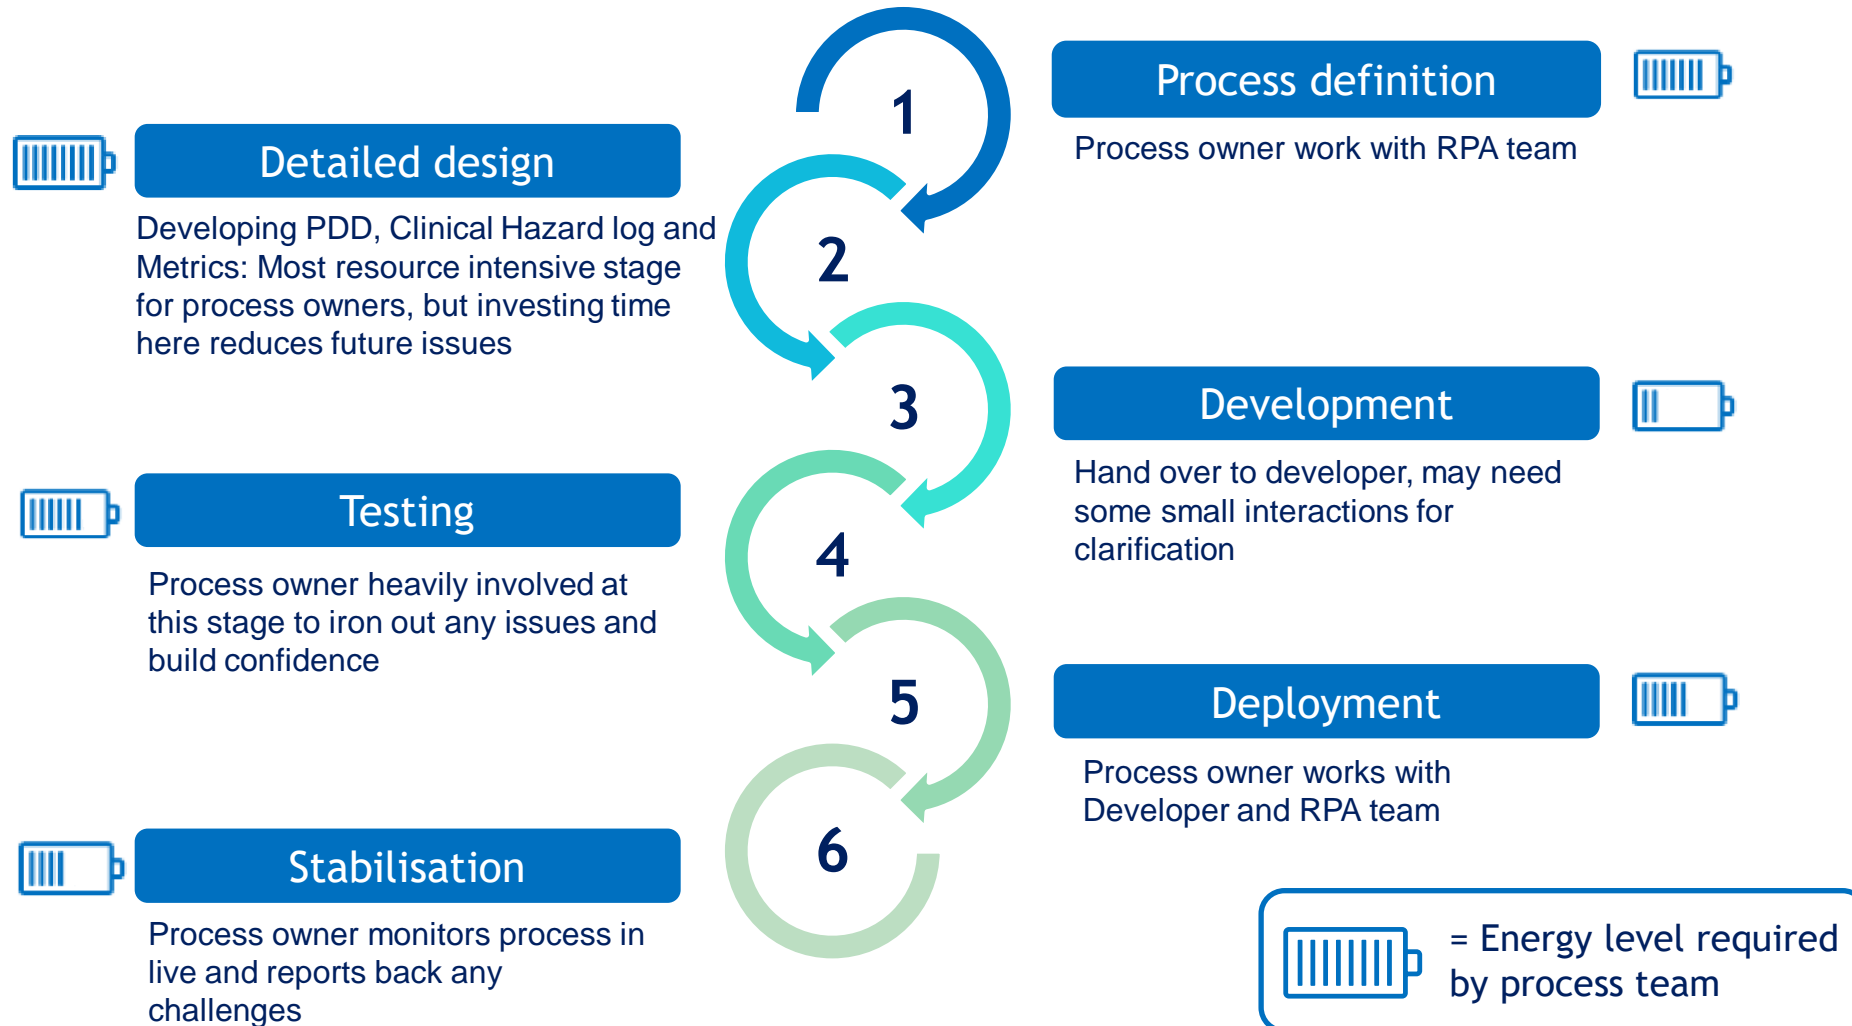 1
Process definition
Process owner work with RPA team
Detailed design
Developing PDD, Clinical Hazard log and
Metrics: Most resource intensive stage
for process owners, but investing time
here reduces future issues
2
3
Development
Hand over to developer, may need
some small interactions for
clarification
Testing
Process owner heavily involved at
this stage to iron out any issues and
build confidence
4
5
Deployment
Process owner works with
Developer and RPA team
6
Stabilisation
Process owner monitors process in
live and reports back any
challenges
= Energy level required
by process team